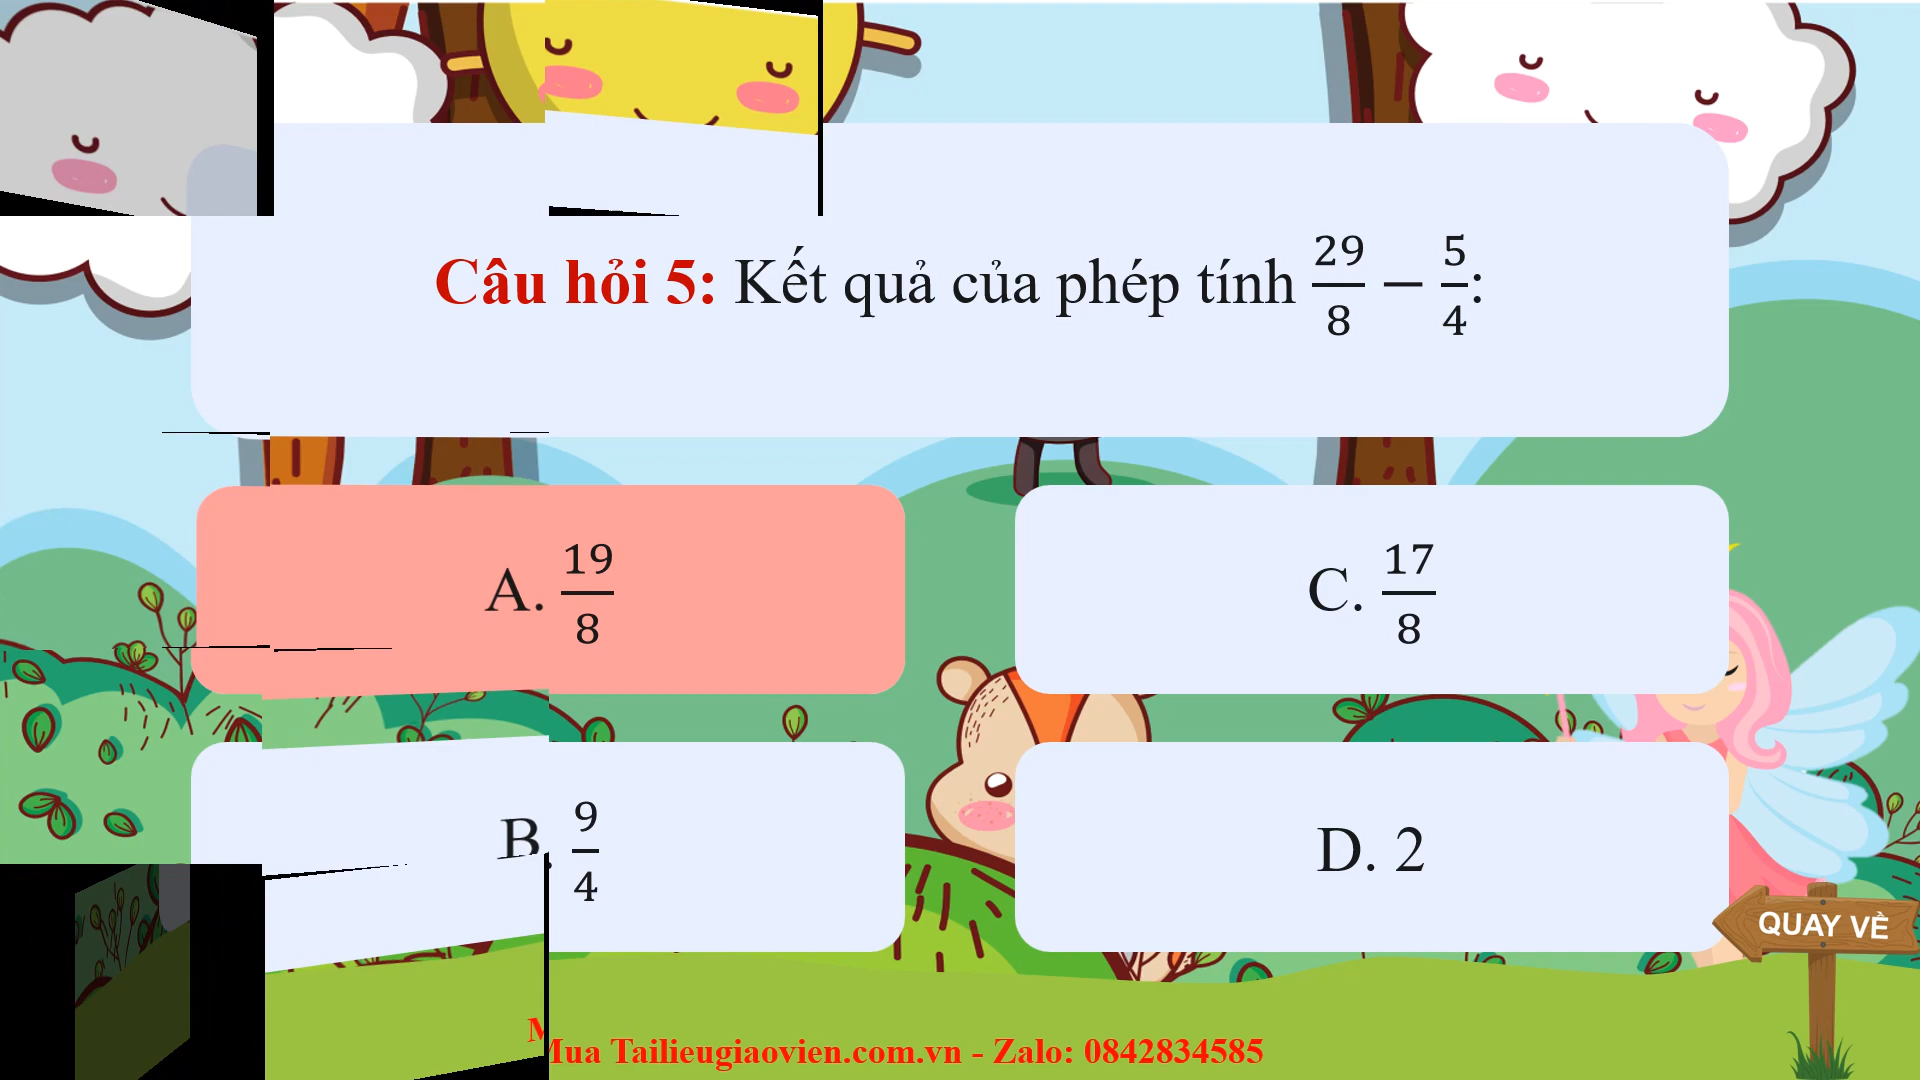 Câu hỏi 5: Kết quả của phép tính 29/8 − 5/4:
A. 19/8
C. 17/8
B. 9/4
D. 2
QUAY VỀ
Mua Tailieugiaovien.com.vn - Zalo: 0842834585